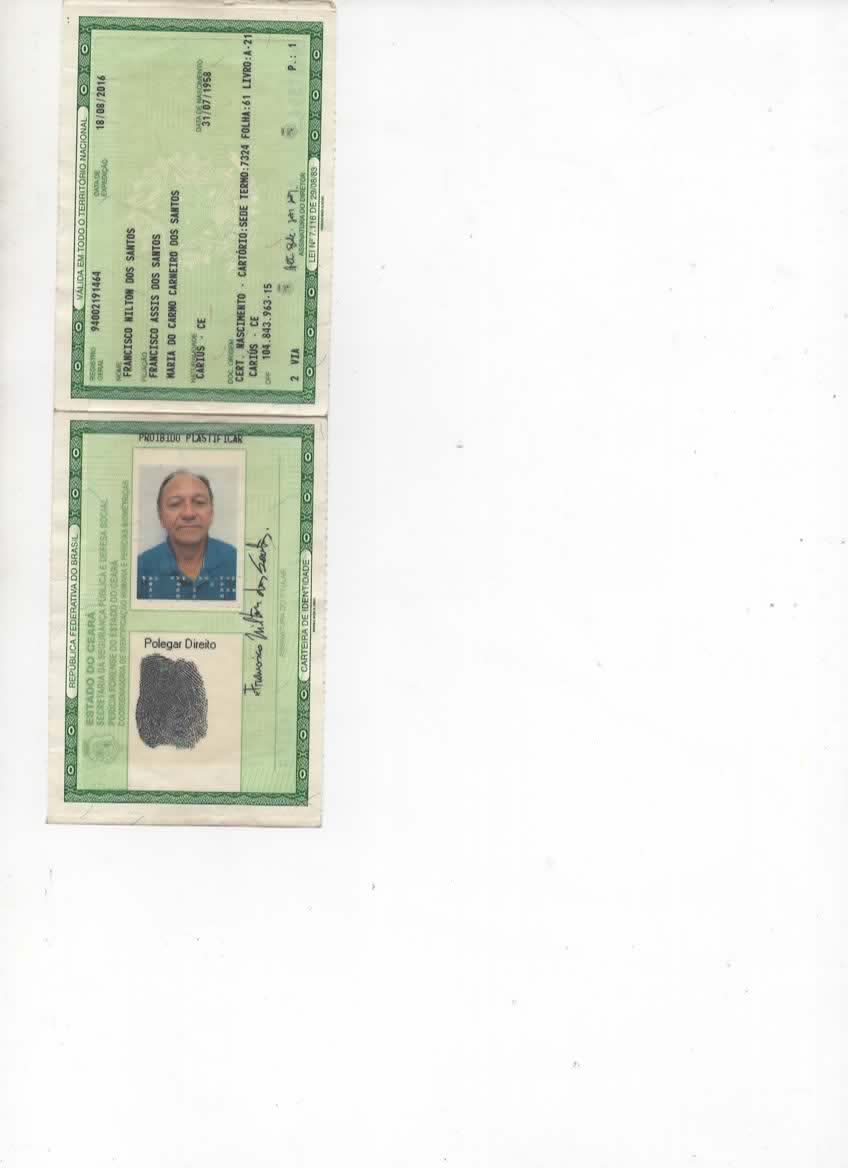 VÁLIDA EM TODO O TERRITÓRIO NACIONAL
REGISTRO GERAL 94002191464 DATA DE EXPEDIÇÃO 18/08/2016
NOME
FRANCISCO NILTON DOS SANTOS
FILIAÇÃO
FRANCISCO ASSIS DOS SANTOS
MARIA DO CARMO CARNEIRO DOS SANTOS
NATURALIDADE DATA DE NASCIMENTO
CARIÚS - CE 31/07/1958
DOC. ORIGEM
CERT. NASCIMENTO - CARTÓRIO:SEDE TERMO:7324 FOLHA:61 LIVRO:A-21
CARIÚS - CE
CPF 104.843.963-15
2 VIA P.: 1
ASSINATURA DO DIRETOR
LEI Nº 7.116 DE 29/08/83
REPÚBLICA FEDERATIVA DO BRASIL
ESTADO DO CEARÁ
SECRETARIA DA SEGURANÇA PÚBLICA E DEFESA SOCIAL
PERÍCIA FORENSE DO ESTADO DO CEARÁ
COORDENADORIA DE IDENTIFICAÇÃO HUMANA E PERÍCIAS BIOMÉTRICAS
PROIBIDO PLASTIFICAR
Polegar Direito
Francisco Nilton dos Santos.
ASSINATURA DO TITULAR
CARTEIRA DE IDENTIDADE